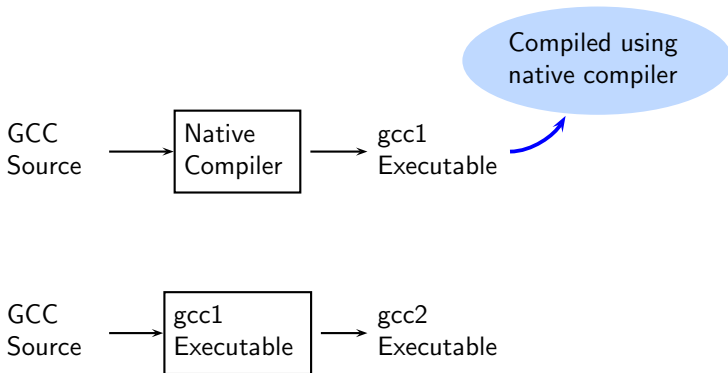 Compiled using
native compiler
GCC
Source
Native
Compiler
gcc1
Executable
GCC
Source
gcc1
Executable
gcc2
Executable